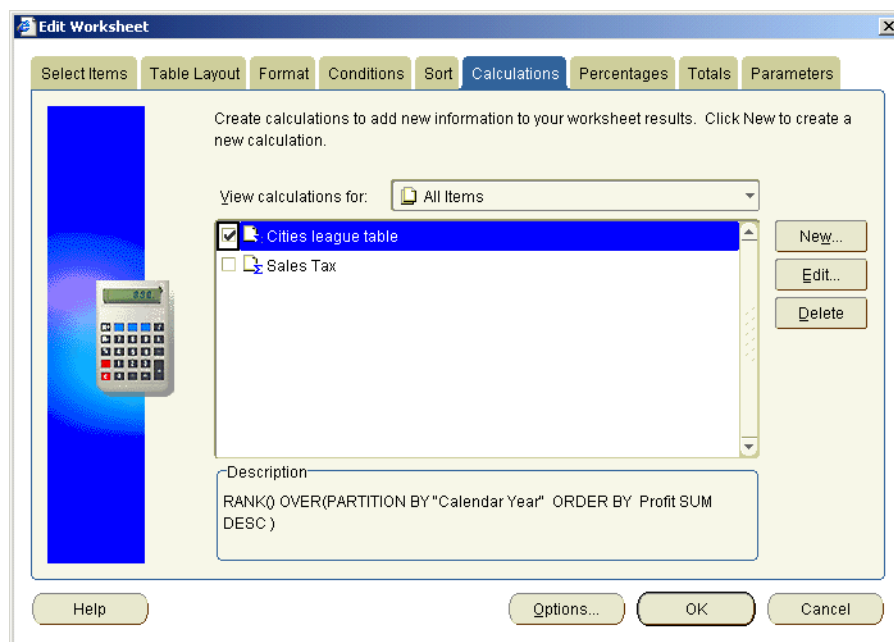 Edit Worksheet
Select Items Table Layout Format Conditions Sort Calculations Percentages Totals Parameters
Create calculations to add new information to your worksheet results. Click New to create a
new calculation.
View calculations for: All Items
Cities league table
Sales Tax
New...
Edit...
Delete
Description
RANK() OVER(PARTITION BY "Calendar Year" ORDER BY Profit SUM
DESC )
Help Options... OK Cancel